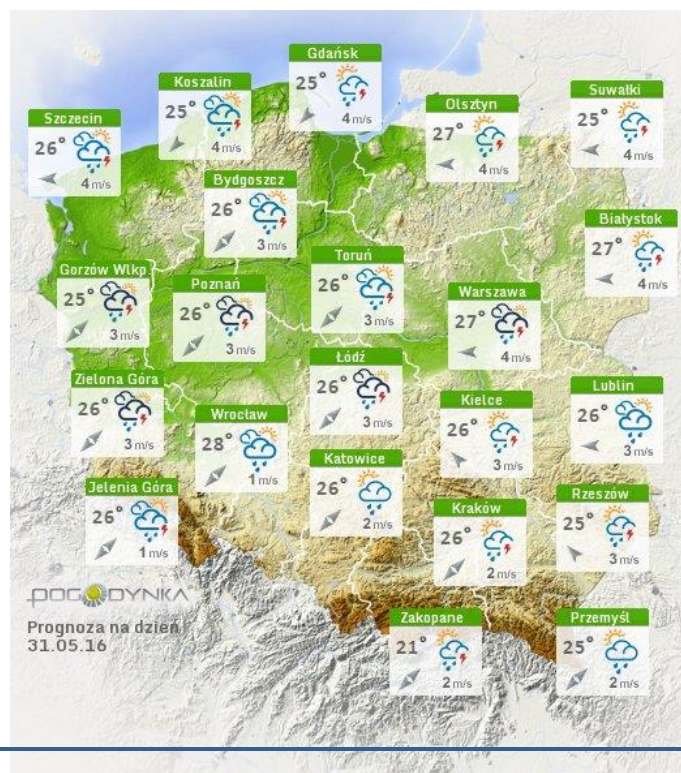 Gdańsk
25°
4 m/s
Koszalin
25°
4 m/s
Suwałki
25°
4 m/s
Olsztyn
27°
4 m/s
Szczecin
26°
4 m/s
Bydgoszcz
26°
3 m/s
Białystok
27°
4 m/s
Toruń
26°
3 m/s
Gorzów Wlkp
25°
3 m/s
Poznań
26°
3 m/s
Warszawa
27°
4 m/s
Łódź
26°
3 m/s
Zielona Góra
26°
3 m/s
Lublin
26°
3 m/s
Kielce
26°
3 m/s
Wrocław
28°
1 m/s
Katowice
26°
2 m/s
Jelenia Góra
26°
1 m/s
Rzeszów
25°
3 m/s
Kraków
26°
2 m/s
POGODYNKA
Prognoza na dzień
31.05.16
Zakopane
21°
2 m/s
Przemyśl
25°
2 m/s